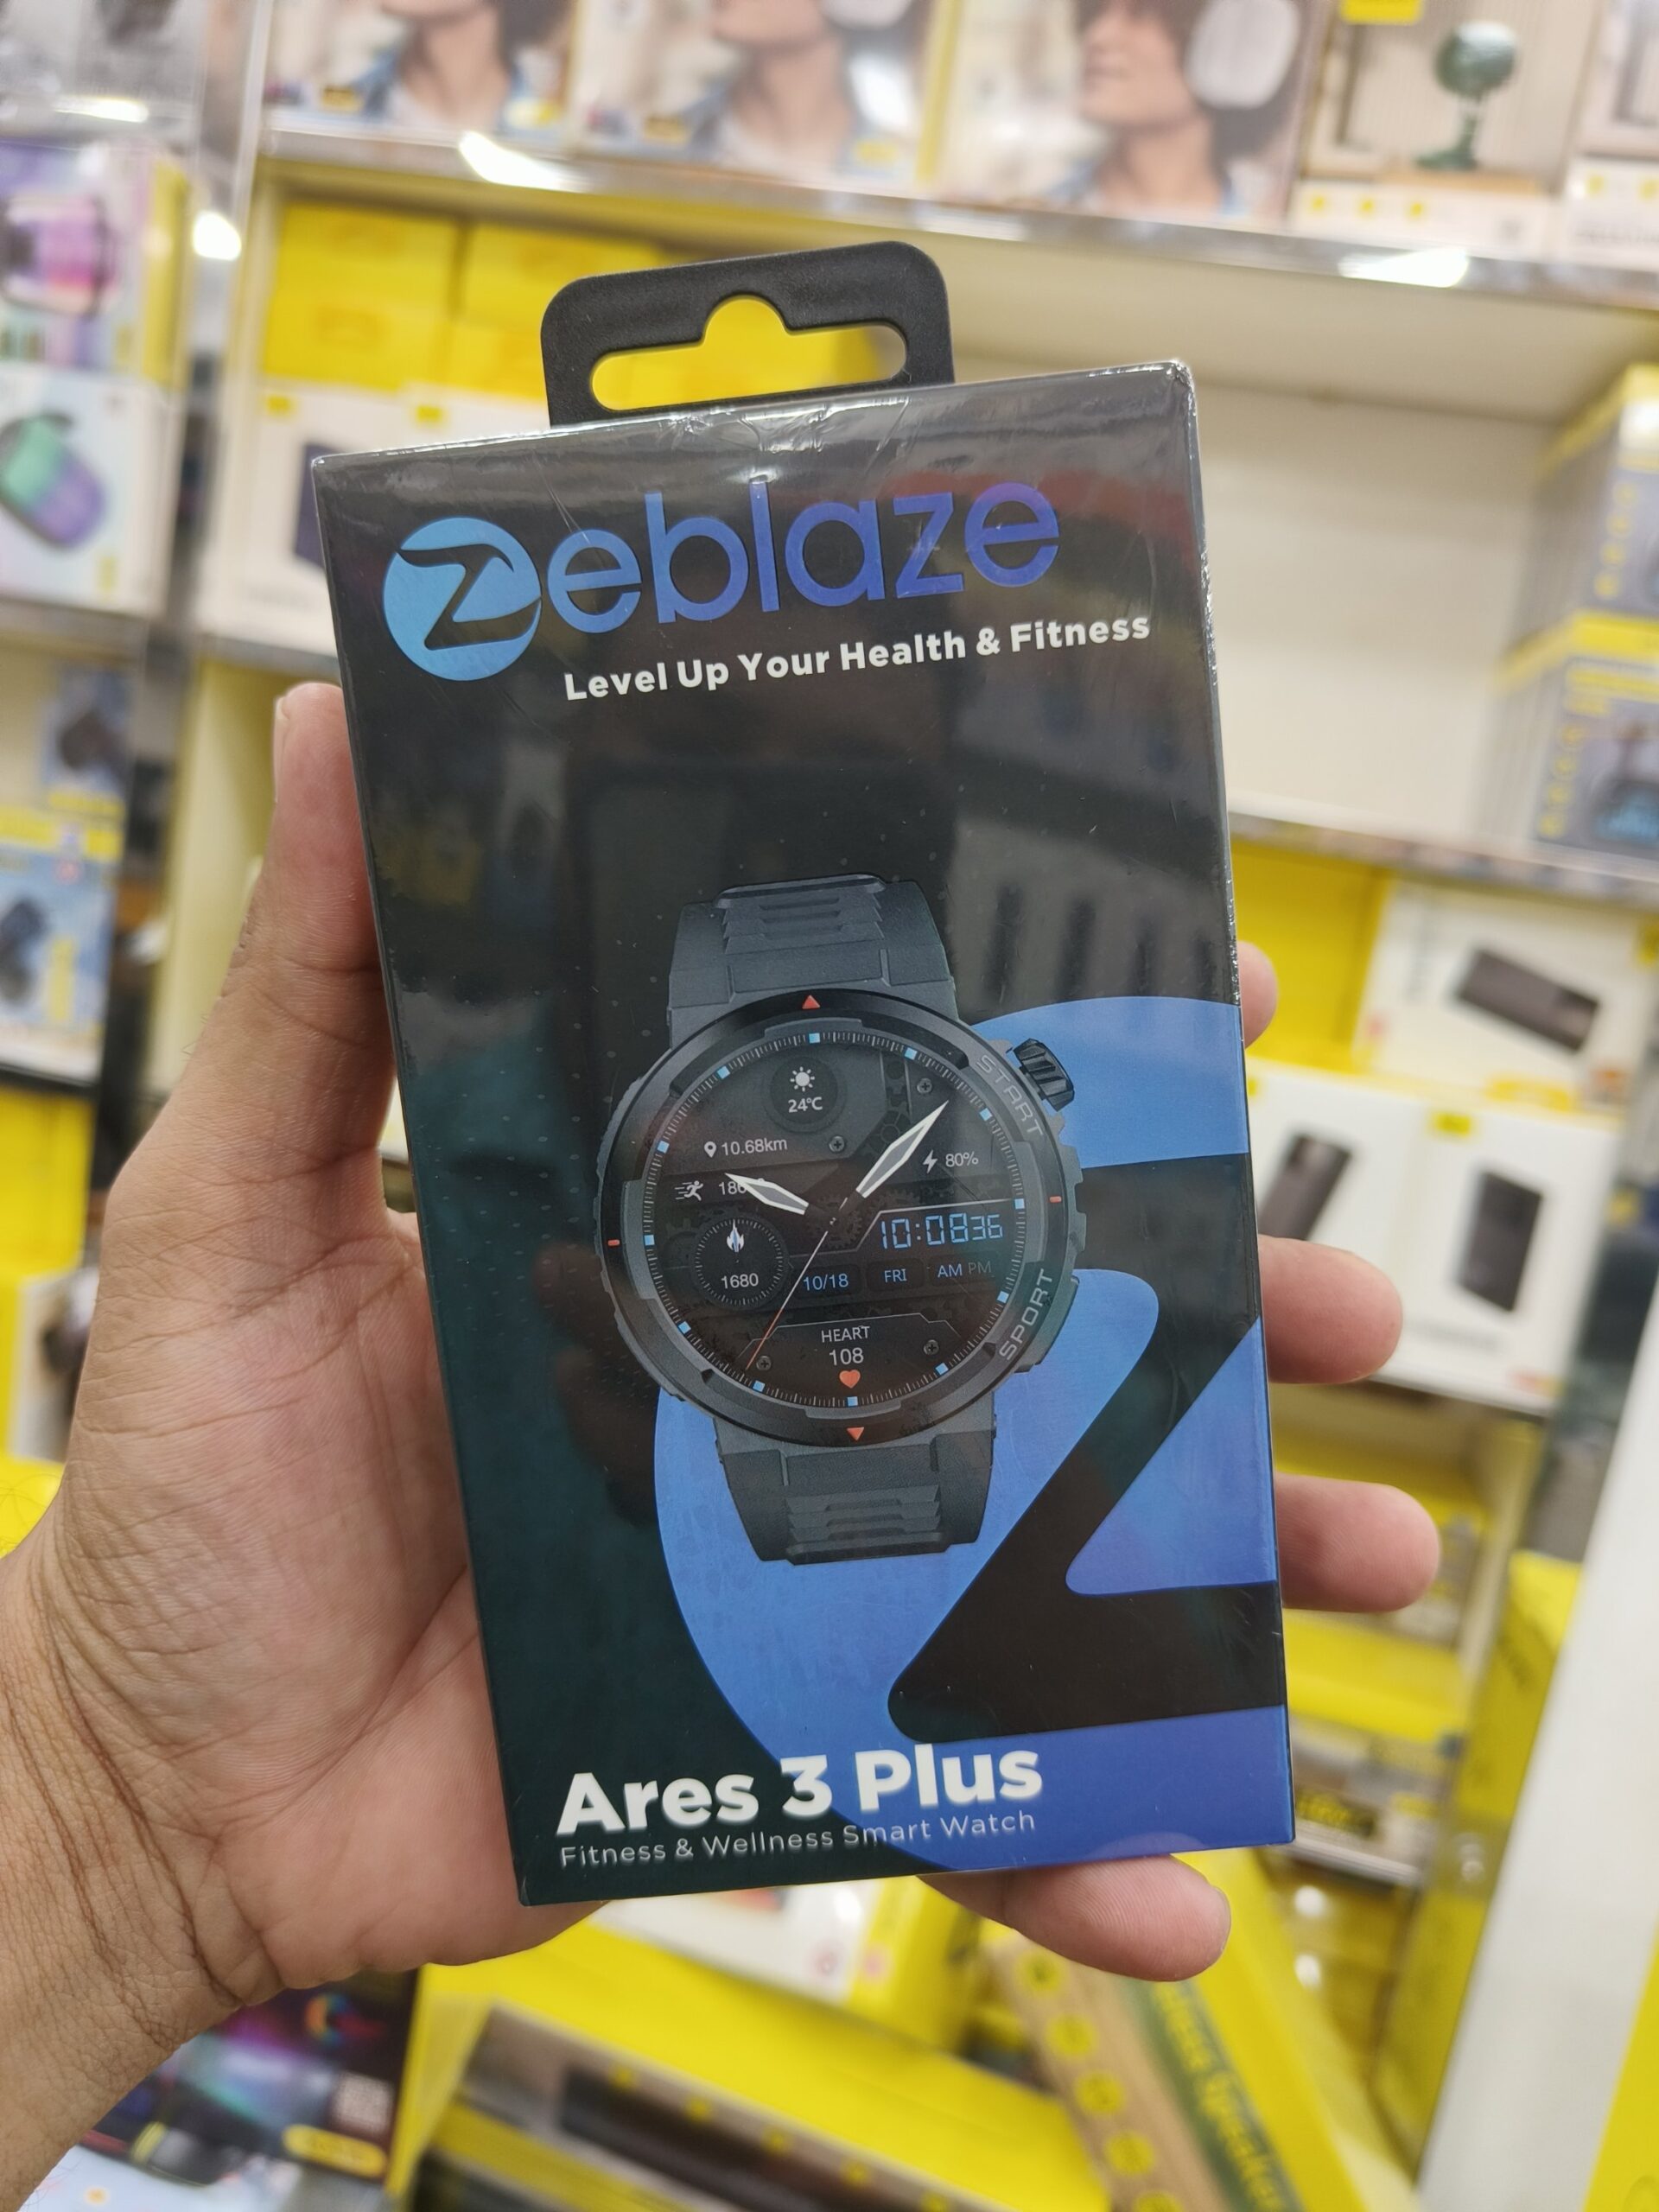 Zeblaze
Level Up Your Health & Fitness
START
24°C
10.68km
80%
10:08 36
1680
10/18 FRI AM PM
SPORT
HEART
108
Ares 3 Plus
Fitness & Wellness Smart Watch